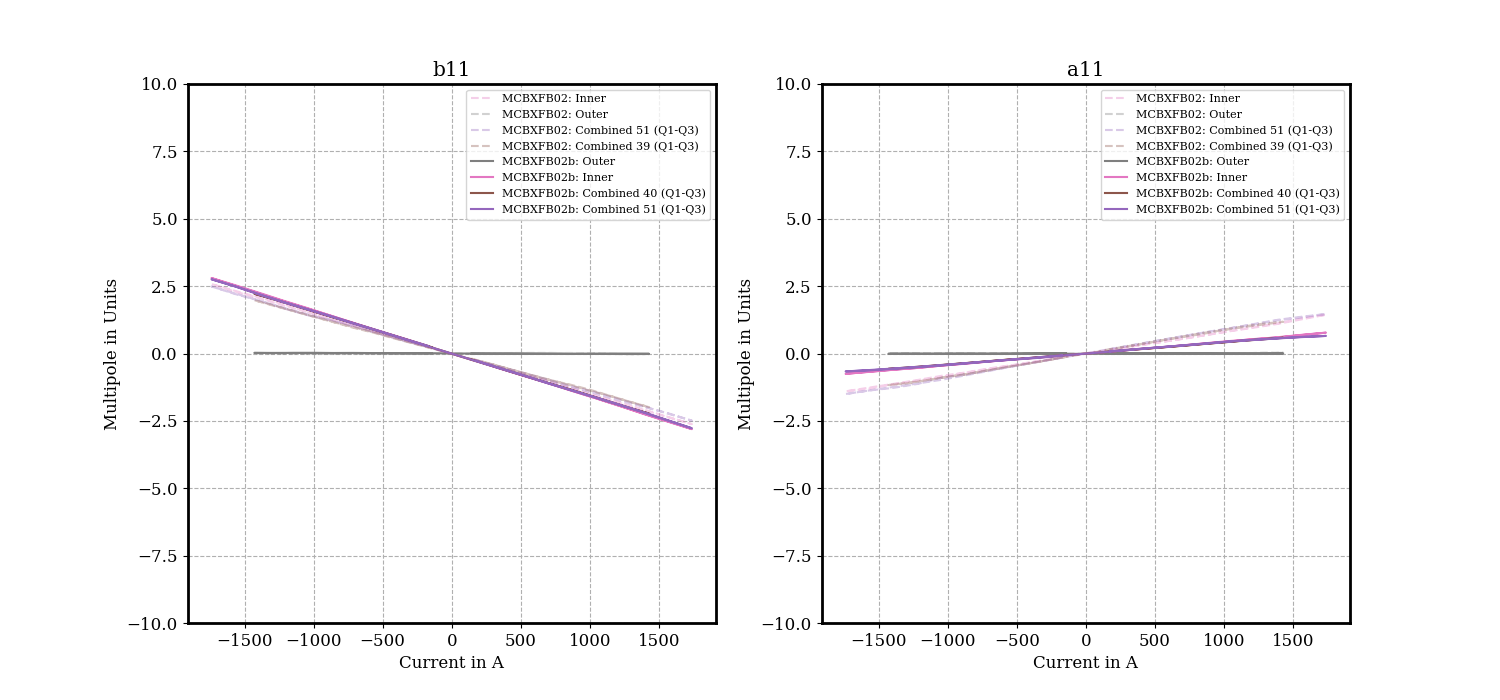 b11
10.0
7.5
5.0
2.5
0.0
−2.5
−5.0
−7.5
−10.0
Multipole in Units
MCBXFB02: Inner
MCBXFB02: Outer
MCBXFB02: Combined 51 (Q1-Q3)
MCBXFB02: Combined 39 (Q1-Q3)
MCBXFB02b: Outer
MCBXFB02b: Inner
MCBXFB02b: Combined 40 (Q1-Q3)
MCBXFB02b: Combined 51 (Q1-Q3)
−1500 −1000 −500 0 500 1000 1500
Current in A
a11
10.0
7.5
5.0
2.5
0.0
−2.5
−5.0
−7.5
−10.0
Multipole in Units
MCBXFB02: Inner
MCBXFB02: Outer
MCBXFB02: Combined 51 (Q1-Q3)
MCBXFB02: Combined 39 (Q1-Q3)
MCBXFB02b: Outer
MCBXFB02b: Inner
MCBXFB02b: Combined 40 (Q1-Q3)
MCBXFB02b: Combined 51 (Q1-Q3)
−1500 −1000 −500 0 500 1000 1500
Current in A